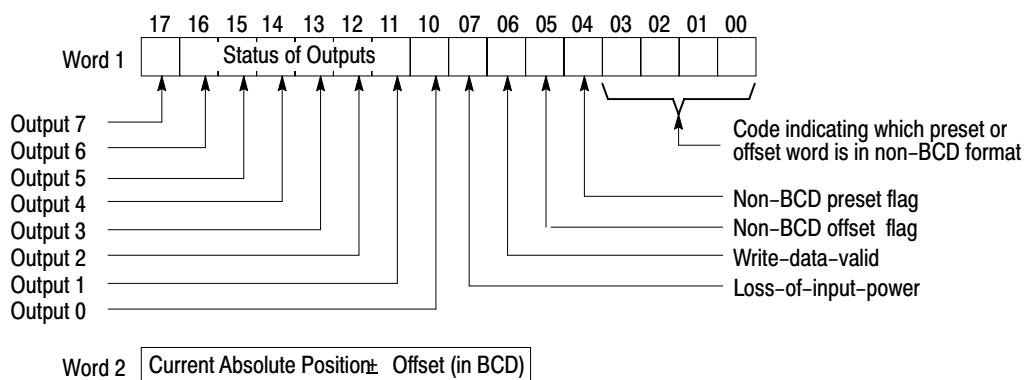 17 16 15 14 13 12 11 10 07 06 05 04 03 02 01 00
Word 1 Status of Outputs
Output 7
Output 6
Output 5
Output 4
Output 3
Output 2
Output 1
Output 0
Code indicating which preset or
offset word is in non-BCD format
Non-BCD preset flag
Non-BCD offset flag
Write-data-valid
Loss-of-input-power
Word 2 Current Absolute Position± Offset (in BCD)